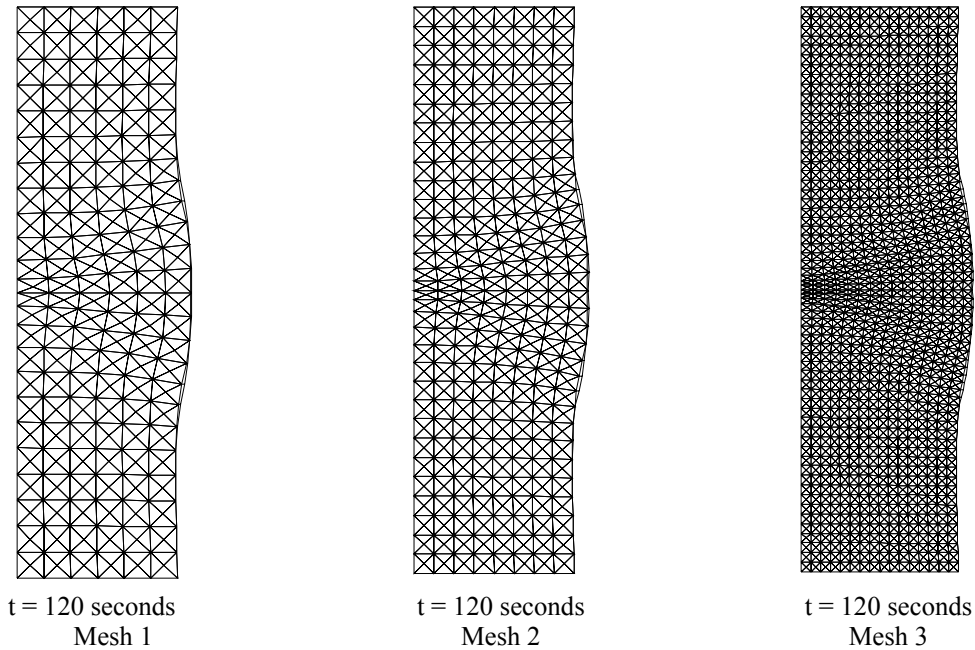 t = 120 seconds
Mesh 1
t = 120 seconds
Mesh 2
t = 120 seconds
Mesh 3